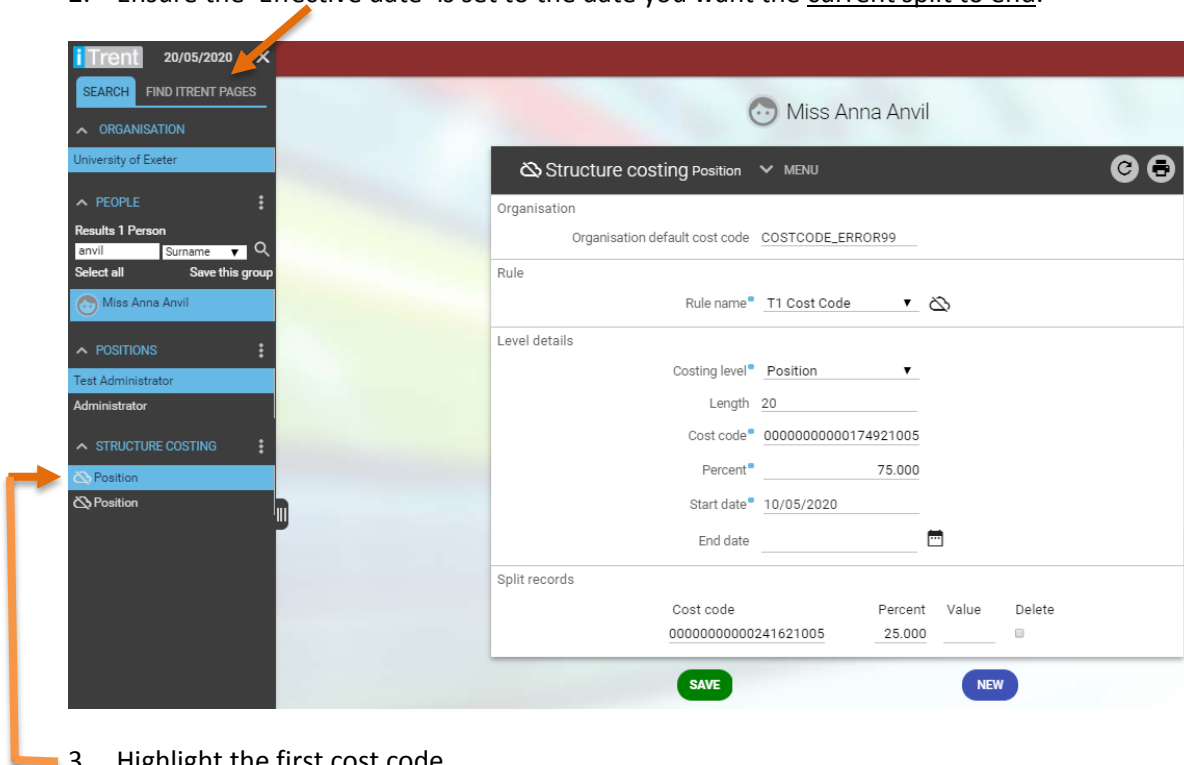 2. Ensure the 'Effective date' is set to the date you want the current split to end.
iTrent 20/05/2020 X
SEARCH FIND ITRENT PAGES
ORGANISATION
University of Exeter
PEOPLE
Results 1 Person
anvil Surname
Select all Save this group
Miss Anna Anvil
POSITIONS
Test Administrator
Administrator
STRUCTURE COSTING
Position
Position
Miss Anna Anvil
Structure costing Position MENU
Organisation
Organisation default cost code COSTCODE_ERROR99
Rule
Rule name T1 Cost Code
Level details
Costing level Position
Length 20
Cost code 00000000000174921005
Percent 75.000
Start date 10/05/2020
End date
Split records
Cost code Percent Value Delete
00000000000241621005 25.000
SAVE NEW
3. Highlight the first cost code